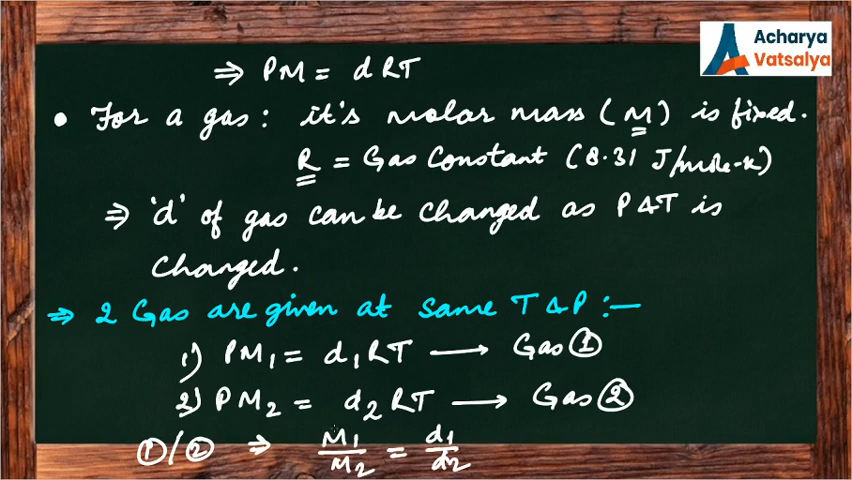 Acharya
Vatsalya
⇒ PM = dRT
• For a gas: it's molar mass (M) is fixed.
R = Gas Constant (8.31 J/mole-K)
⇒ 'd' of gas can be changed as P & T is
changed.
⇒ 2 Gas are given at same T & P :—
1) PM₁ = d₁RT ⟶ Gas ①
2) PM₂ = d₂RT ⟶ Gas ②
①/② ⇒ M₁/M₂ = d₁/d₂